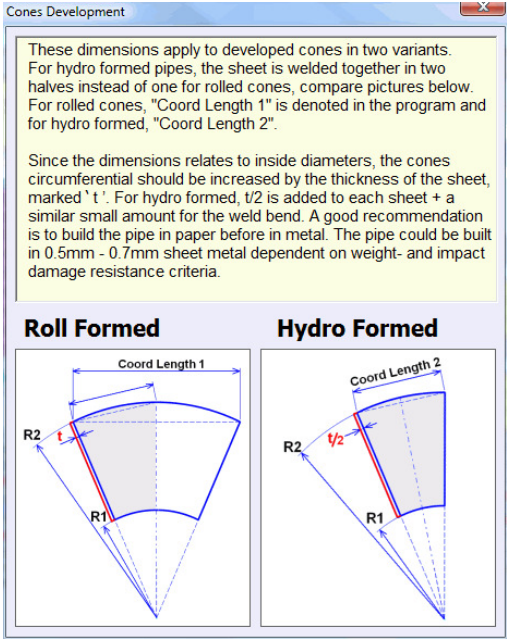 Cones Development
These dimensions apply to developed cones in two variants.
For hydro formed pipes, the sheet is welded together in two
halves instead of one for rolled cones, compare pictures below.
For rolled cones, "Coord Length 1" is denoted in the program and
for hydro formed, "Coord Length 2".
Since the dimensions relates to inside diameters, the cones
circumferential should be increased by the thickness of the sheet,
marked ‵ t ′. For hydro formed, t/2 is added to each sheet + a
similar small amount for the weld bend. A good recommendation
is to build the pipe in paper before in metal. The pipe could be built
in 0.5mm - 0.7mm sheet metal dependent on weight- and impact
damage resistance criteria.
Roll Formed
Hydro Formed
Coord Length 1
R2
t
R1
Coord Length 2
R2
t/2
R1